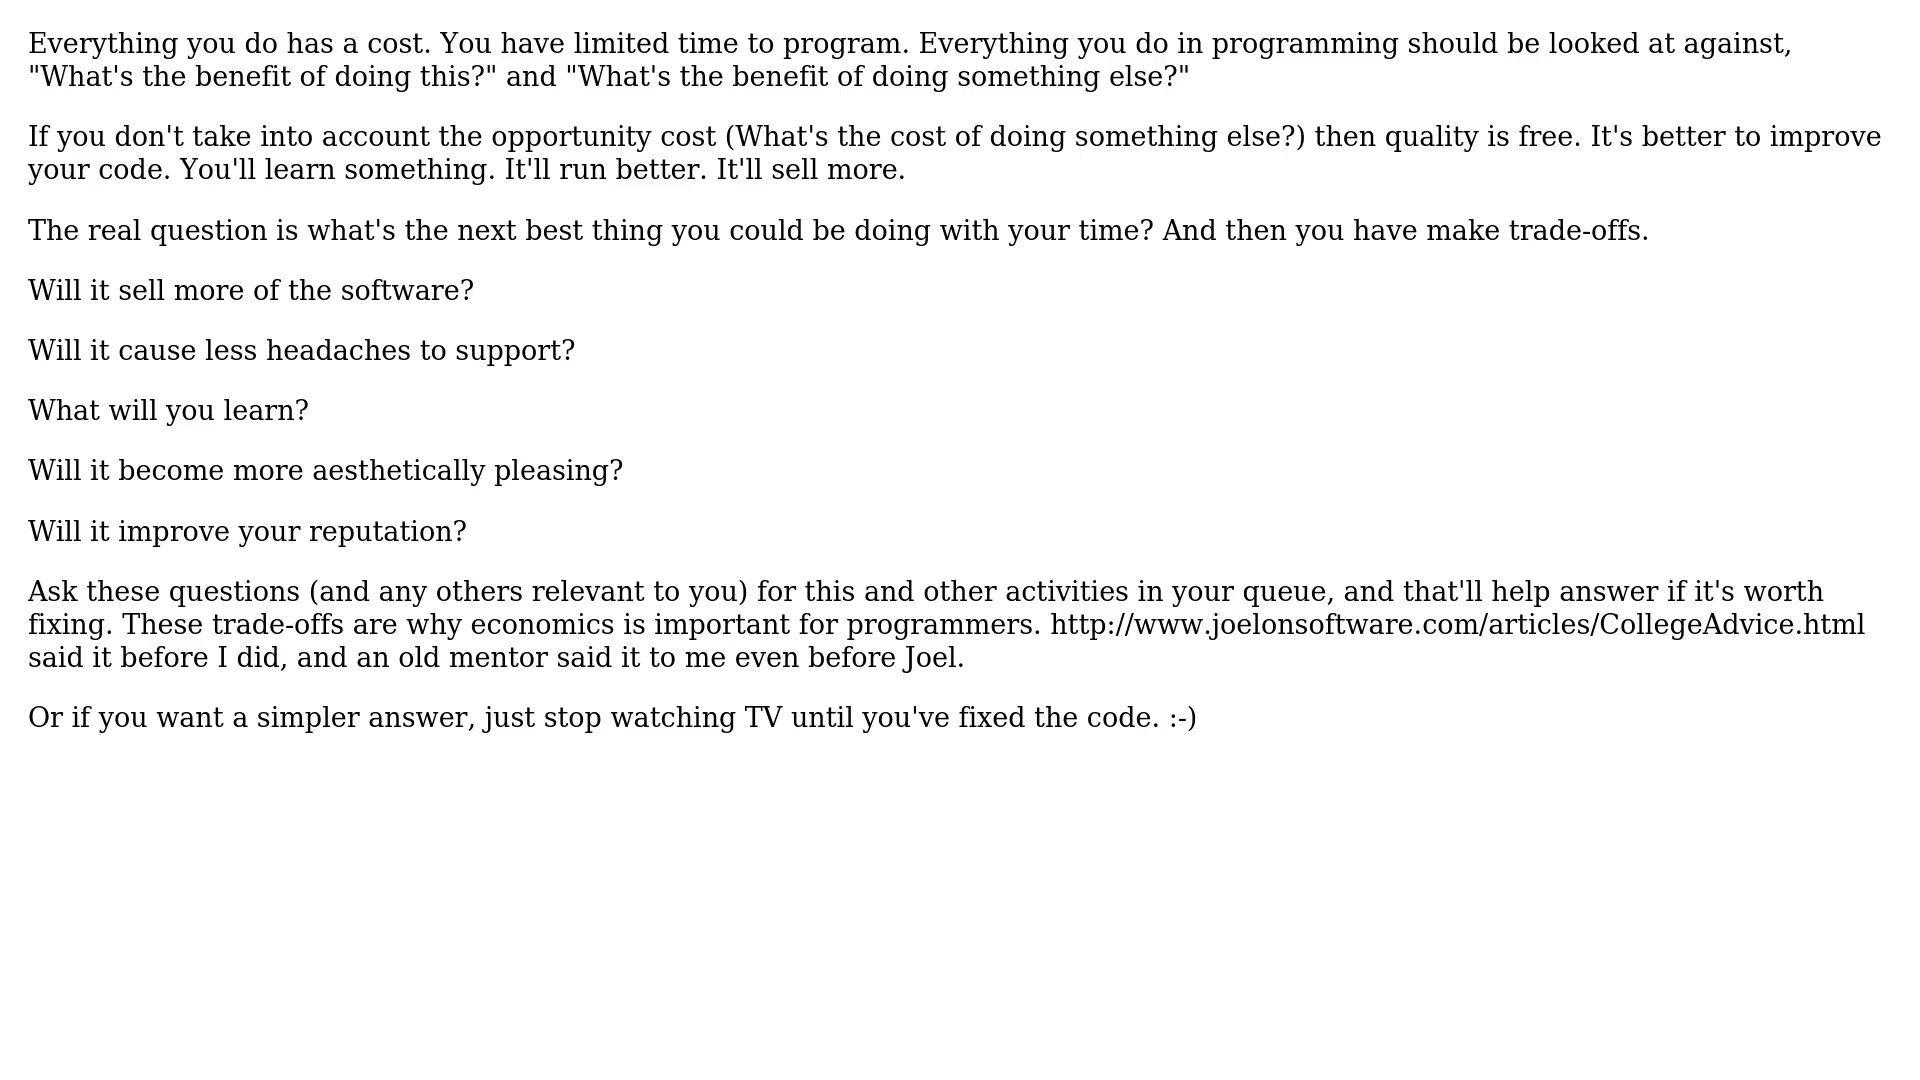 Everything you do has a cost. You have limited time to program. Everything you do in programming should be looked at against,
"What's the benefit of doing this?" and "What's the benefit of doing something else?"
If you don't take into account the opportunity cost (What's the cost of doing something else?) then quality is free. It's better to improve
your code. You'll learn something. It'll run better. It'll sell more.
The real question is what's the next best thing you could be doing with your time? And then you have make trade-offs.
Will it sell more of the software?
Will it cause less headaches to support?
What will you learn?
Will it become more aesthetically pleasing?
Will it improve your reputation?
Ask these questions (and any others relevant to you) for this and other activities in your queue, and that'll help answer if it's worth
fixing. These trade-offs are why economics is important for programmers. http://www.joelonsoftware.com/articles/CollegeAdvice.html
said it before I did, and an old mentor said it to me even before Joel.
Or if you want a simpler answer, just stop watching TV until you've fixed the code. :-)